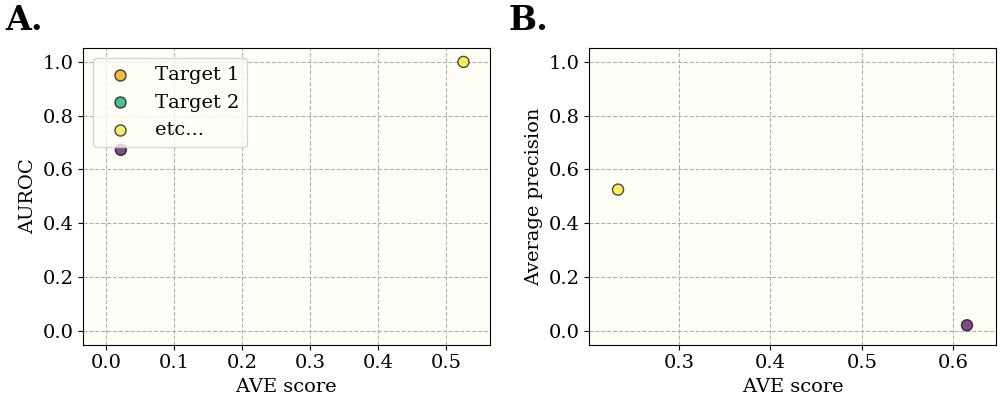 A.
AUROC
1.0
0.8
0.6
0.4
0.2
0.0
Target 1
Target 2
etc...
0.0 0.1 0.2 0.3 0.4 0.5
AVE score
B.
Average precision
1.0
0.8
0.6
0.4
0.2
0.0
0.3 0.4 0.5 0.6
AVE score